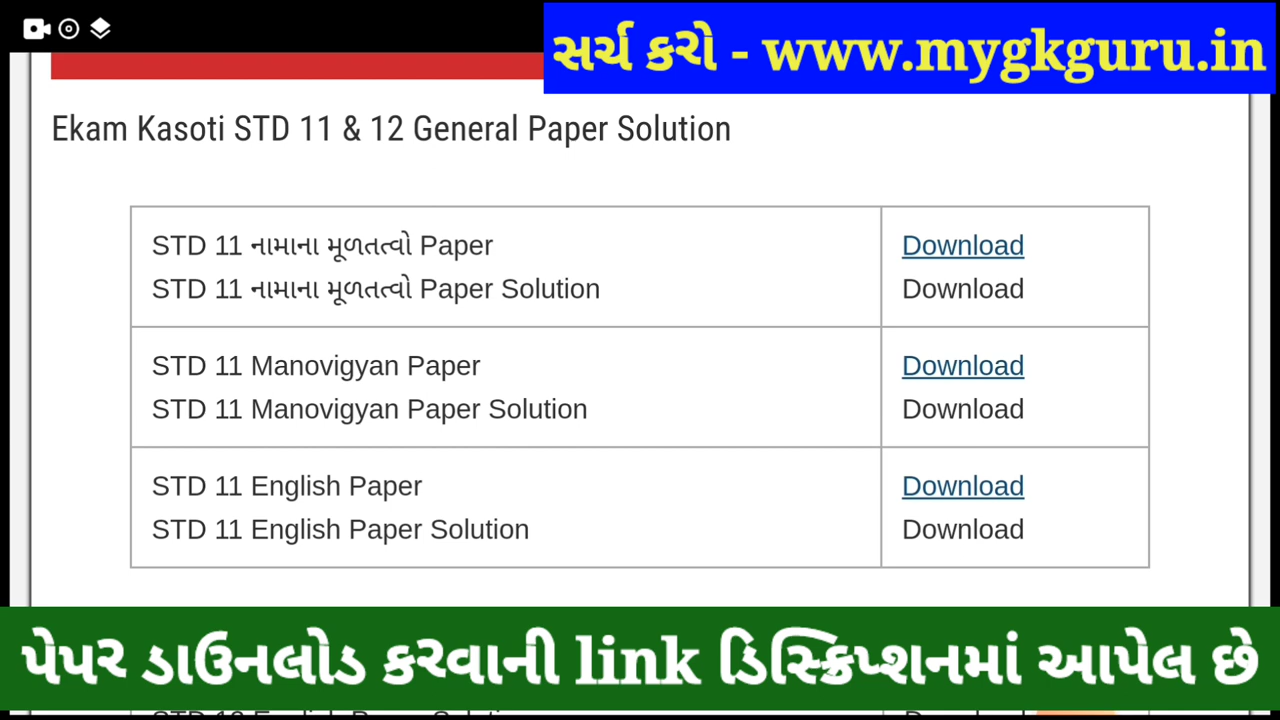 સર્ચ કરો - www.mygkguru.in
Ekam Kasoti STD 11 & 12 General Paper Solution
STD 11 નામાના મૂળતત્વો Paper Download
STD 11 નામાના મૂળતત્વો Paper Solution Download
STD 11 Manovigyan Paper Download
STD 11 Manovigyan Paper Solution Download
STD 11 English Paper Download
STD 11 English Paper Solution Download
પેપર ડાઉનલોડ કરવાની link ડિસ્ક્રિપ્શનમાં આપેલ છે